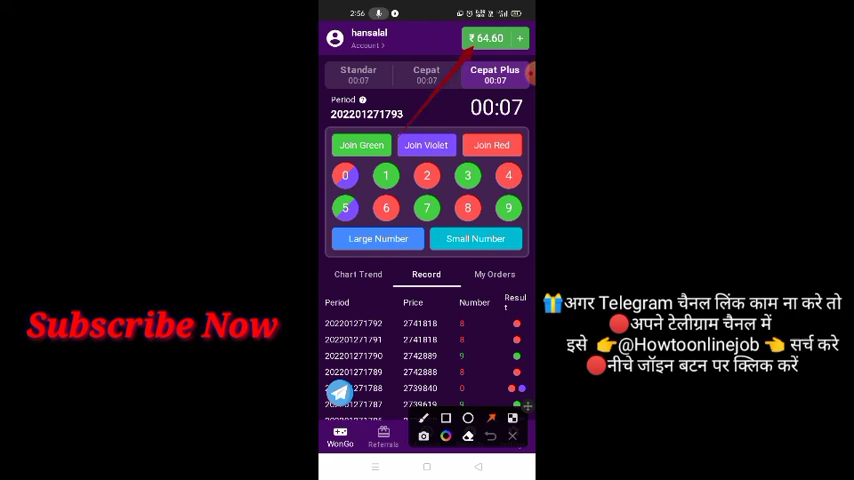 2:56
hansalal
₹ 64.60 +
Account >
Standar Cepat Cepat Plus
00:07 00:07 00:07
Period
202201271793
00:07
Join Green Join Violet Join Red
0 1 2 3 4
5 6 7 8 9
Large Number Small Number
Chart Trend Record My Orders
Period Price Number Resul
t
202201271792 2741818 8
202201271791 2741818 8
202201271790 2742889 9
202201271789 2742888 8
202201271788 2739840 0
202201271787 2739619 9
WonGo Referrals
Subscribe Now
अगर Telegram चैनल लिंक काम ना करे तो
अपने टेलीग्राम चैनल में
इसे @Howtoonlinejob सर्च करे
नीचे जॉइन बटन पर क्लिक करें